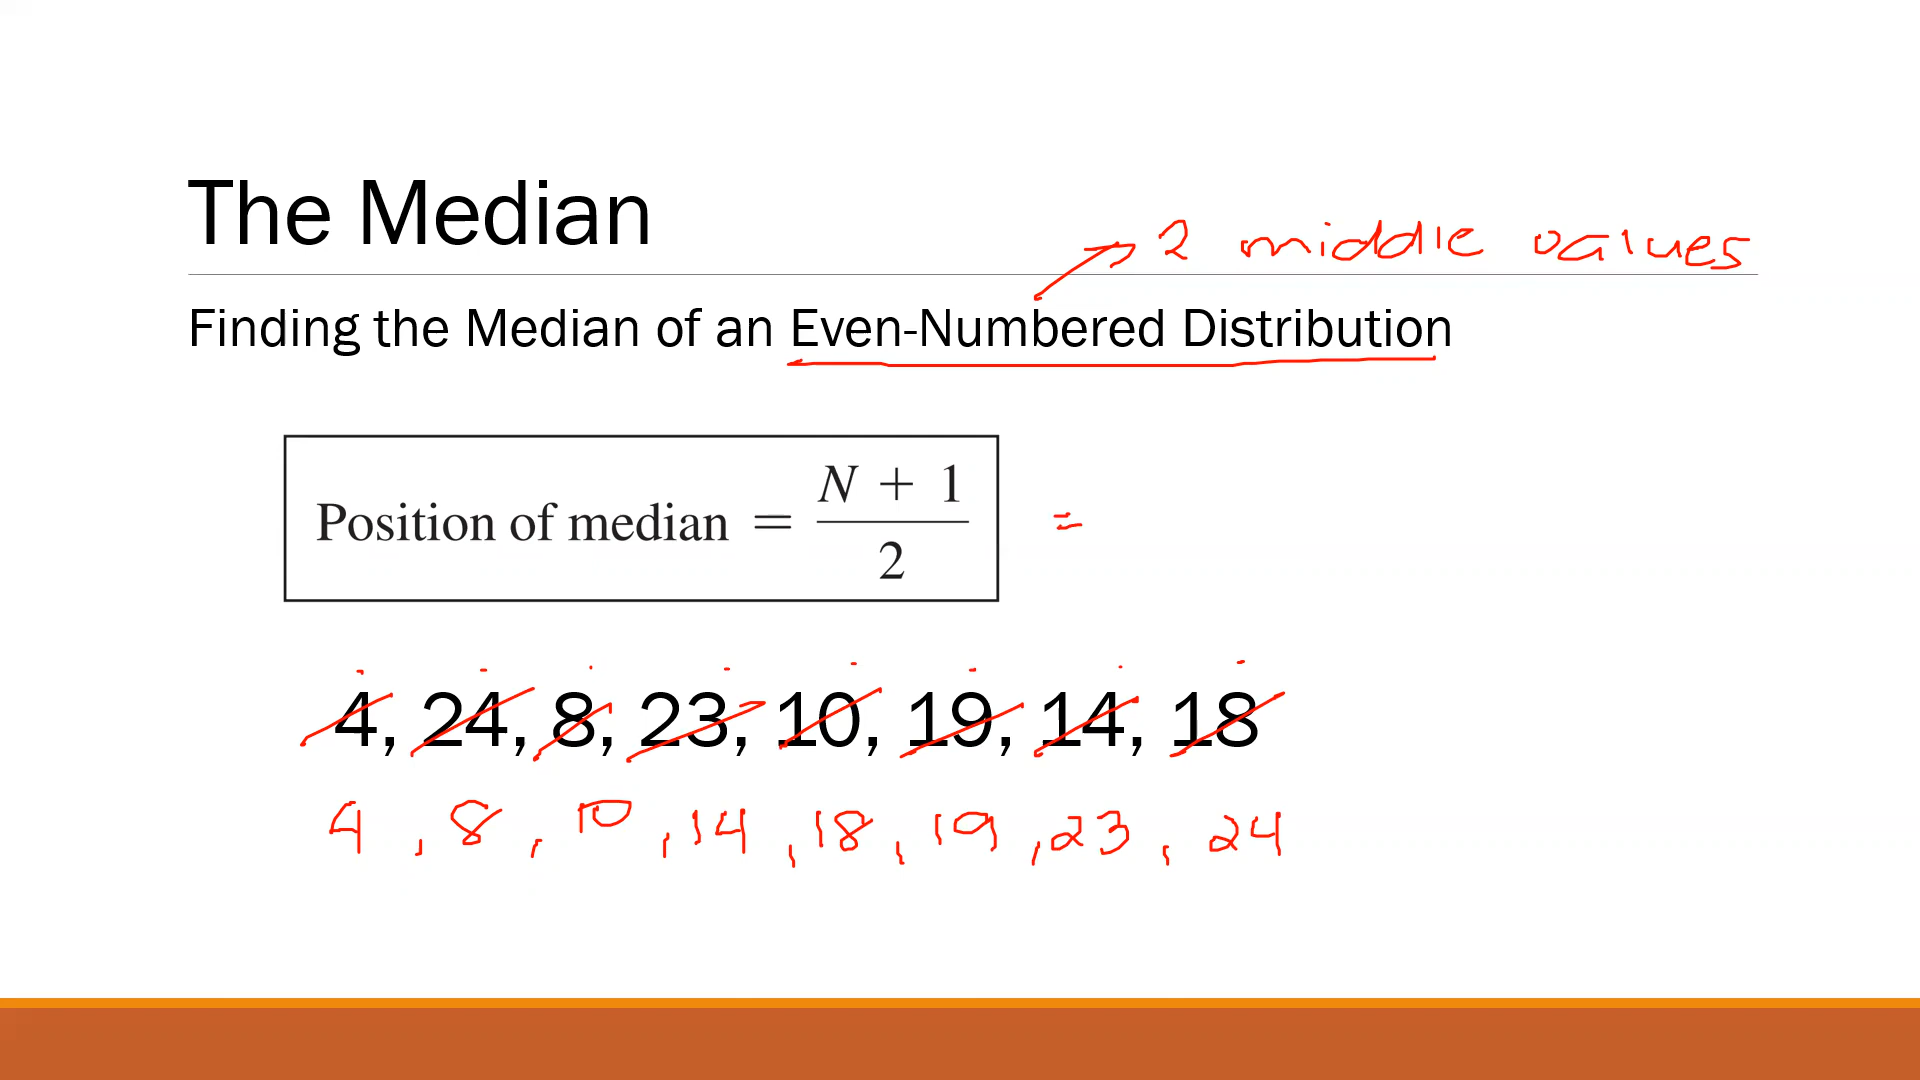 The Median
2 middle values
Finding the Median of an Even-Numbered Distribution
Position of median = N + 1 / 2 =
4, 24, 8, 23, 10, 19, 14, 18
4, 8, 10, 14, 18, 19, 23, 24